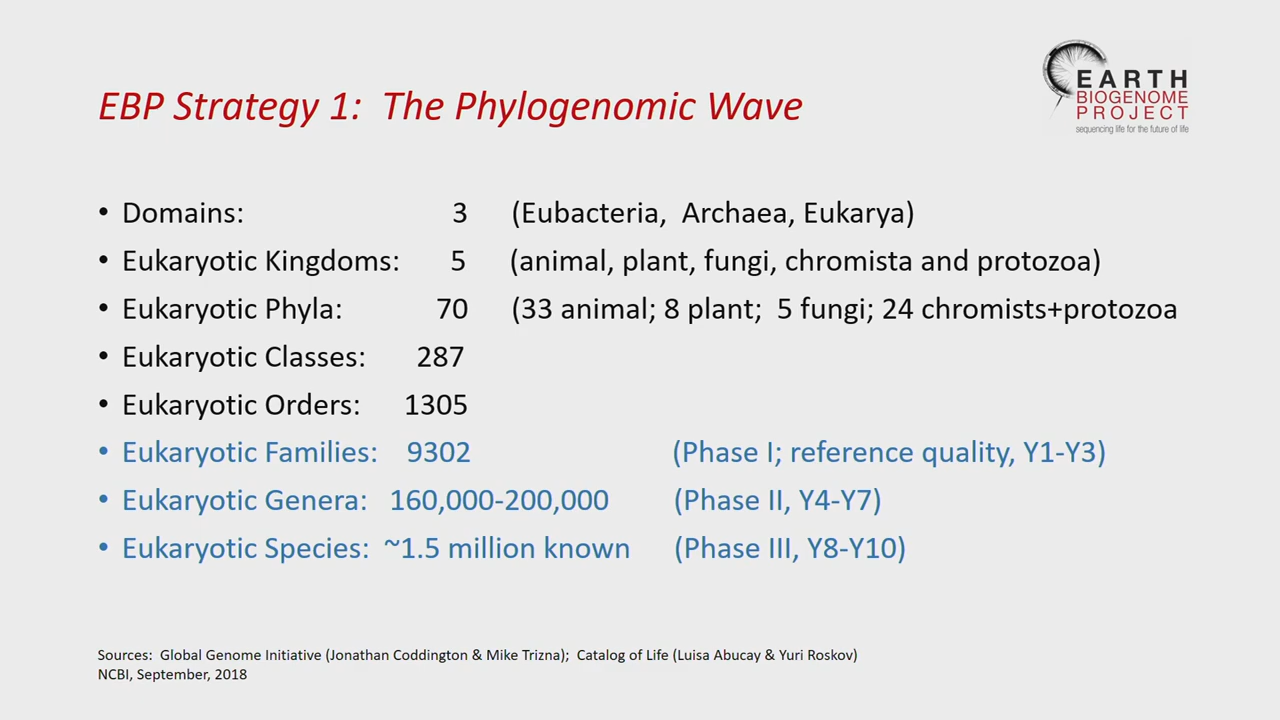 EARTH
BIOGENOME
PROJECT
sequencing life for the future of life
EBP Strategy 1: The Phylogenomic Wave
• Domains: 3 (Eubacteria, Archaea, Eukarya)
• Eukaryotic Kingdoms: 5 (animal, plant, fungi, chromista and protozoa)
• Eukaryotic Phyla: 70 (33 animal; 8 plant; 5 fungi; 24 chromists+protozoa
• Eukaryotic Classes: 287
• Eukaryotic Orders: 1305
• Eukaryotic Families: 9302 (Phase I; reference quality, Y1-Y3)
• Eukaryotic Genera: 160,000-200,000 (Phase II, Y4-Y7)
• Eukaryotic Species: ~1.5 million known (Phase III, Y8-Y10)
Sources: Global Genome Initiative (Jonathan Coddington & Mike Trizna); Catalog of Life (Luisa Abucay & Yuri Roskov)
NCBI, September, 2018